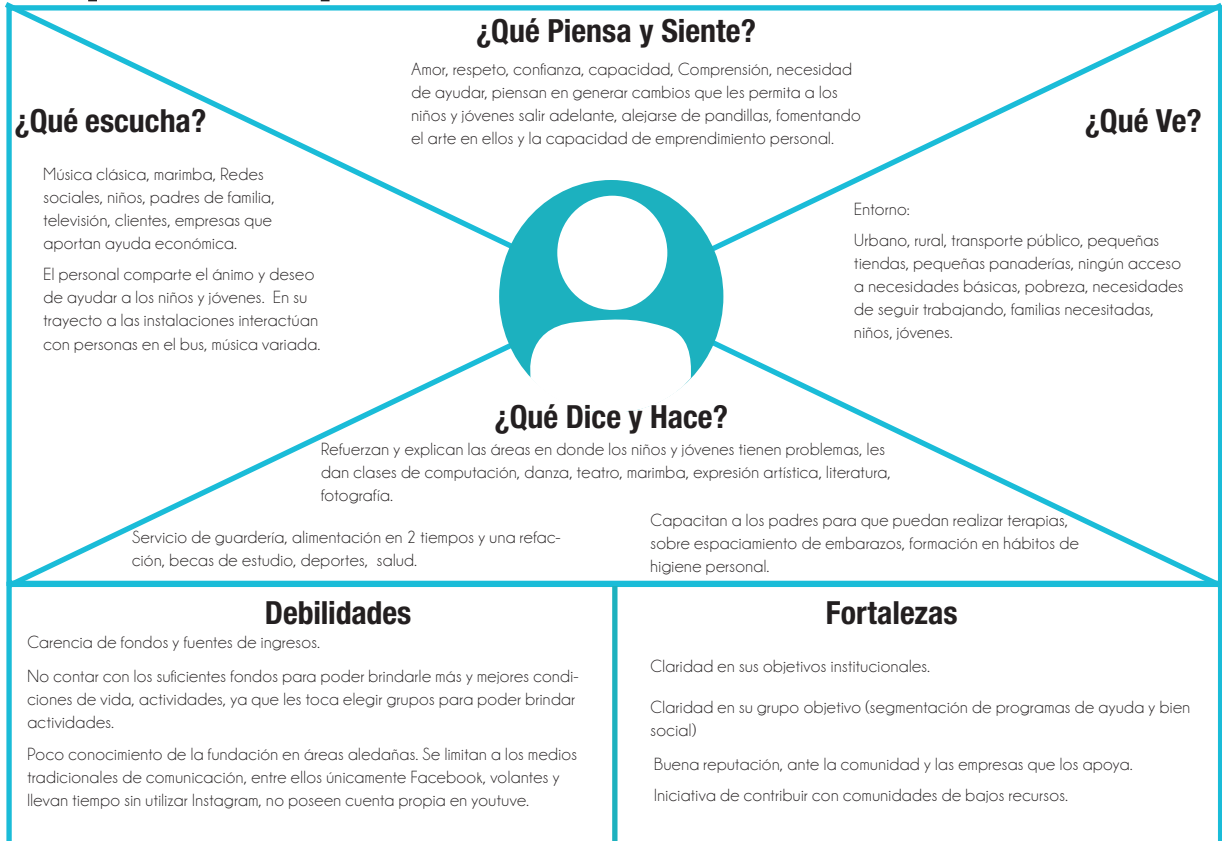 ¿Qué Piensa y Siente?
Amor, respeto, confianza, capacidad, Comprensión, necesidad
de ayudar, piensan en generar cambios que les permita a los
niños y jóvenes salir adelante, alejarse de pandillas, fomentando
el arte en ellos y la capacidad de emprendimiento personal.
¿Qué escucha?
Música clásica, marimba, Redes
sociales, niños, padres de familia,
televisión, clientes, empresas que
aportan ayuda económica.
El personal comparte el ánimo y deseo
de ayudar a los niños y jóvenes. En su
trayecto a las instalaciones interactúan
con personas en el bus, música variada.
¿Qué Ve?
Entorno:
Urbano, rural, transporte público, pequeñas
tiendas, pequeñas panaderías, ningún acceso
a necesidades básicas, pobreza, necesidades
de seguir trabajando, familias necesitadas,
niños, jóvenes.
¿Qué Dice y Hace?
Refuerzan y explican las áreas en donde los niños y jóvenes tienen problemas, les
dan clases de computación, danza, teatro, marimba, expresión artística, literatura,
fotografía.
Servicio de guardería, alimentación en 2 tiempos y una refac-
ción, becas de estudio, deportes, salud.
Capacitan a los padres para que puedan realizar terapias,
sobre espaciamiento de embarazos, formación en hábitos de
higiene personal.
Debilidades
Carencia de fondos y fuentes de ingresos.
No contar con los suficientes fondos para poder brindarle más y mejores condi-
ciones de vida, actividades, ya que les toca elegir grupos para poder brindar
actividades.
Poco conocimiento de la fundación en áreas aledañas. Se limitan a los medios
tradicionales de comunicación, entre ellos únicamente Facebook, volantes y
llevan tiempo sin utilizar Instagram, no poseen cuenta propia en youtuve.
Fortalezas
Claridad en sus objetivos institucionales.
Claridad en su grupo objetivo (segmentación de programas de ayuda y bien
social)
Buena reputación, ante la comunidad y las empresas que los apoya.
Iniciativa de contribuir con comunidades de bajos recursos.